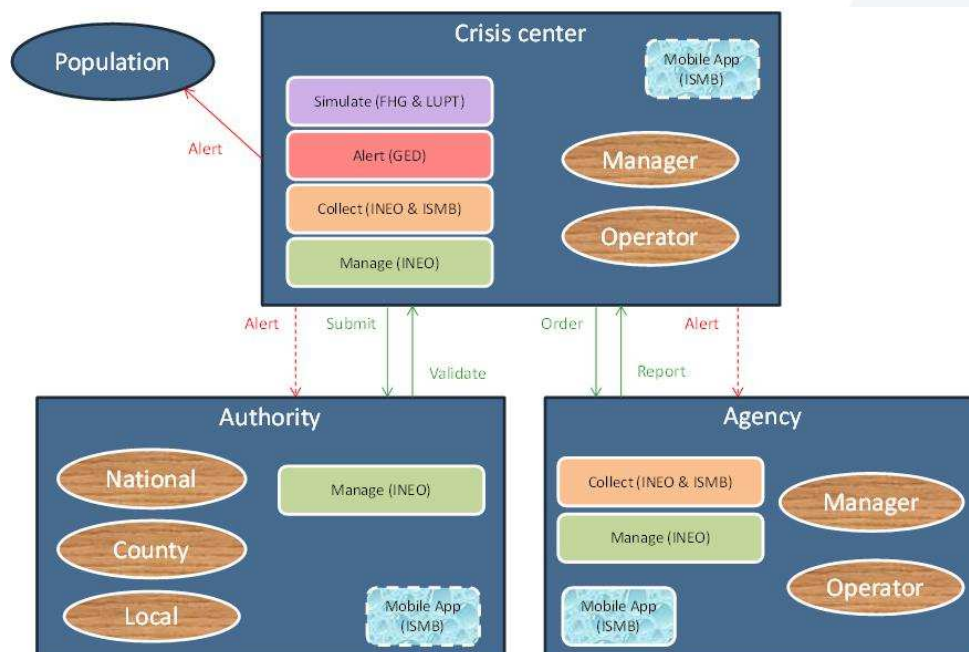 Crisis center
Population
Mobile App
(ISMB)
Simulate (FHG & LUPT)
Alert
Alert (GED)
Manager
Collect (INEO & ISMB)
Operator
Manage (INEO)
Alert
Submit
Order
Alert
Validate
Report
Authority
National
Manage (INEO)
County
Local
Mobile App
(ISMB)
Agency
Collect (INEO & ISMB)
Manager
Manage (INEO)
Operator
Mobile App
(ISMB)